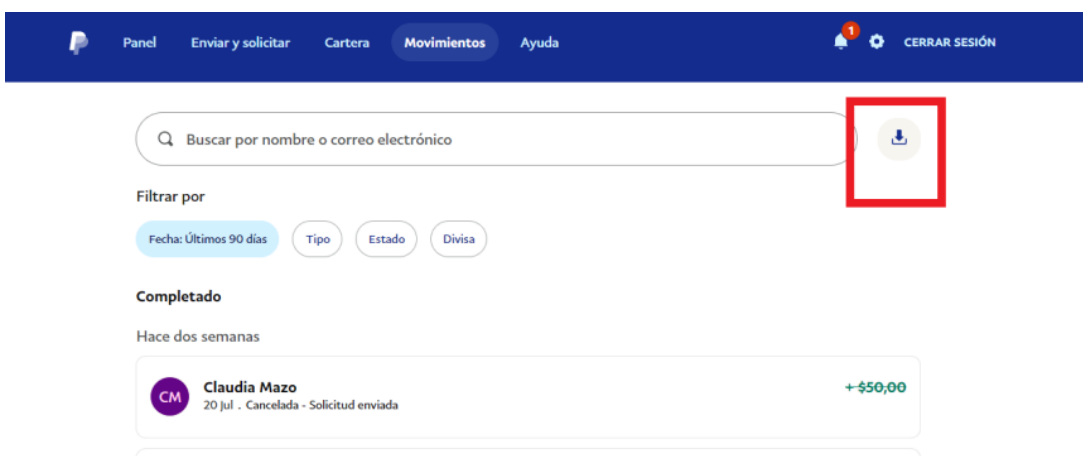 Panel Enviar y solicitar Cartera Movimientos Ayuda 1 CERRAR SESIÓN
Buscar por nombre o correo electrónico
Filtrar por
Fecha: Últimos 90 días Tipo Estado Divisa
Completado
Hace dos semanas
CM Claudia Mazo + $50,00
20 Jul . Cancelada - Solicitud enviada